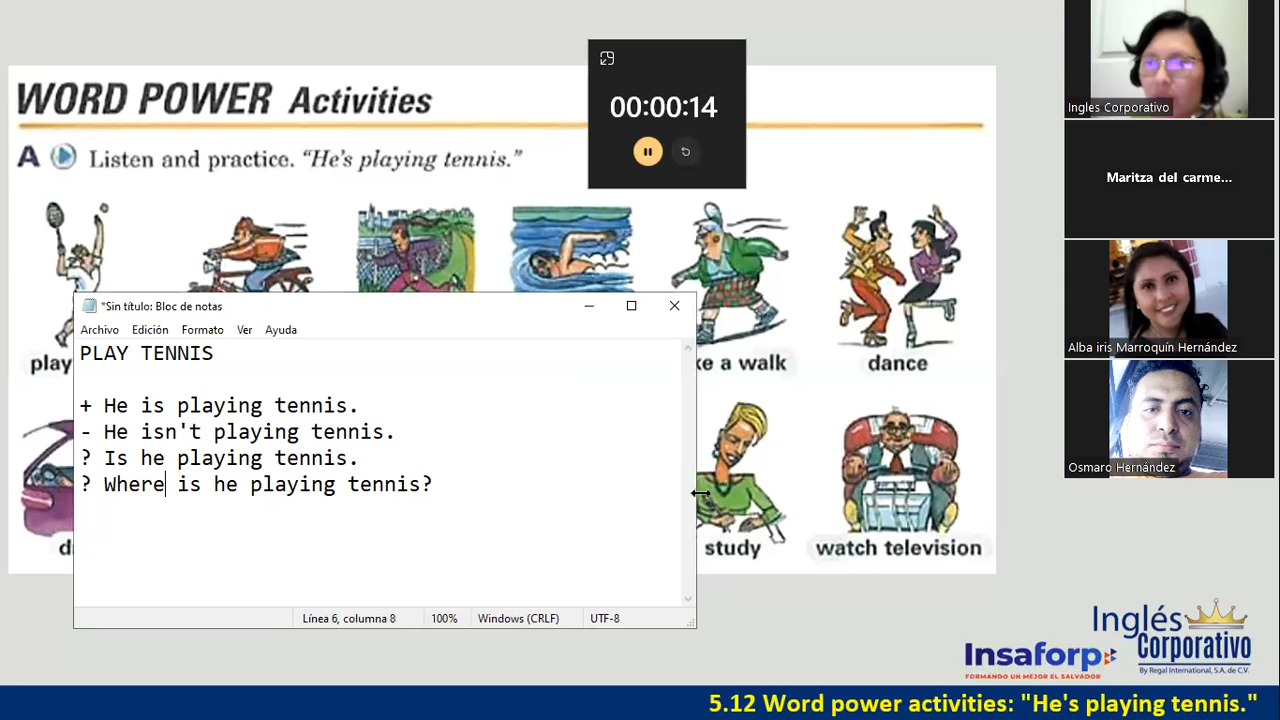 WORD POWER Activities
A Listen and practice. "He's playing tennis."
00:00:14
play
ke a walk
dance
*Sin título: Bloc de notas
Archivo Edición Formato Ver Ayuda
PLAY TENNIS
+ He is playing tennis.
- He isn't playing tennis.
? Is he playing tennis.
? Where is he playing tennis?
Línea 6, columna 8 100% Windows (CRLF) UTF-8
d
study
watch television
Ingles Corporativo
Maritza del carme...
Alba iris Marroquín Hernández
Osmaro Hernández
Insaforp
FORMANDO UN MEJOR EL SALVADOR
Inglés
Corporativo
By Regal International, S.A. de C.V.
5.12 Word power activities: "He's playing tennis."